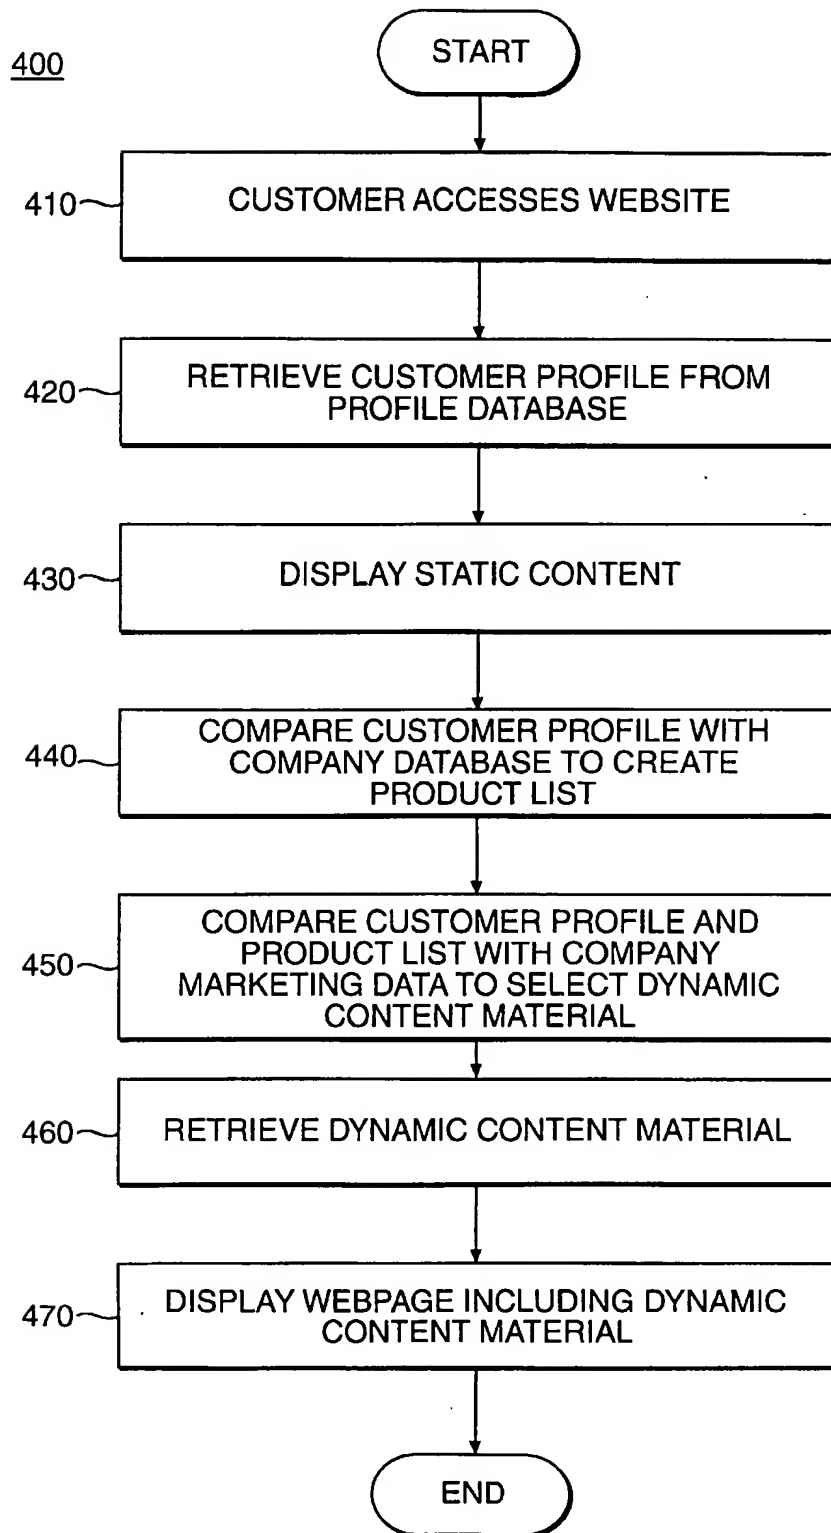 START
400
410
CUSTOMER ACCESSES WEBSITE
420
RETRIEVE CUSTOMER PROFILE FROM
PROFILE DATABASE
430
DISPLAY STATIC CONTENT
440
COMPARE CUSTOMER PROFILE WITH
COMPANY DATABASE TO CREATE
PRODUCT LIST
450
COMPARE CUSTOMER PROFILE AND
PRODUCT LIST WITH COMPANY
MARKETING DATA TO SELECT DYNAMIC
CONTENT MATERIAL
460
RETRIEVE DYNAMIC CONTENT MATERIAL
470
DISPLAY WEBPAGE INCLUDING DYNAMIC
CONTENT MATERIAL
END